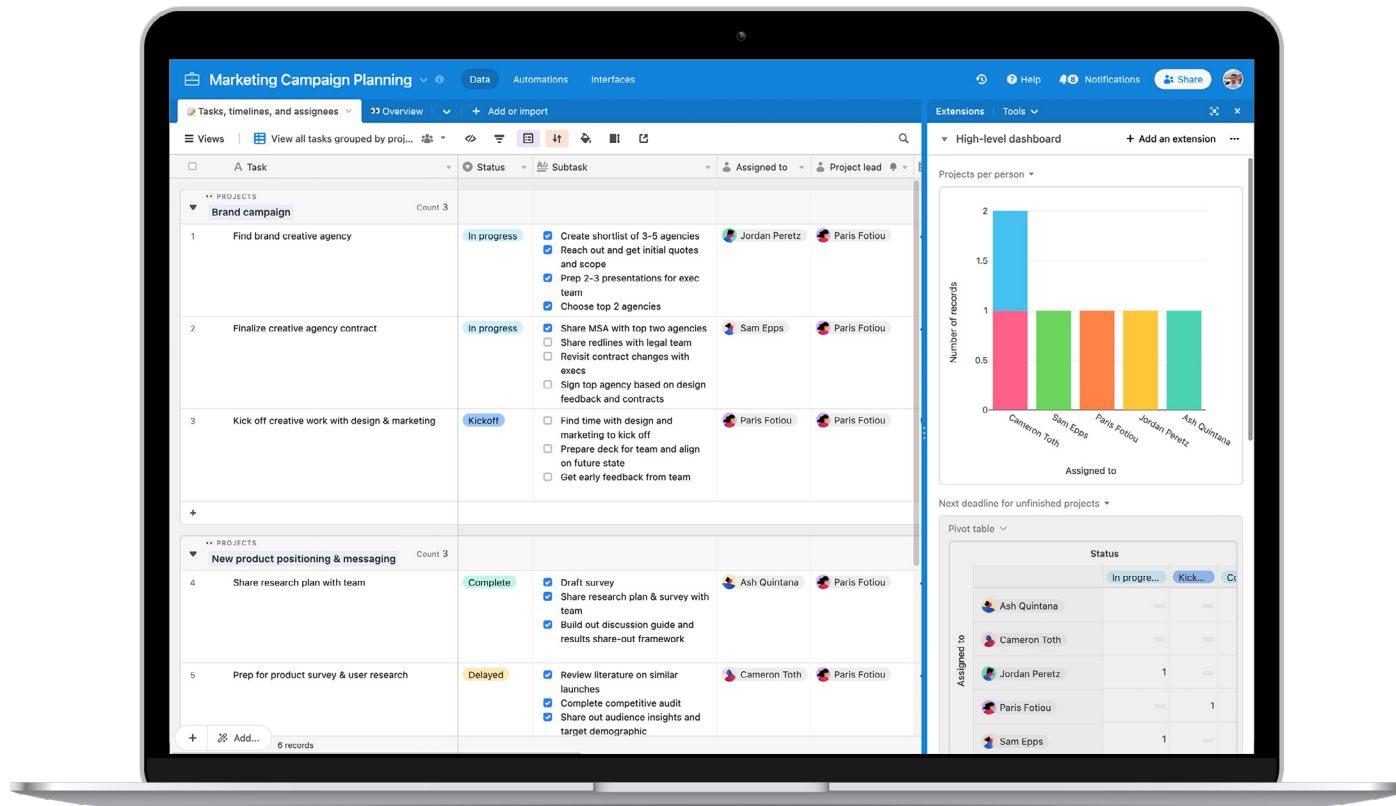 Marketing Campaign Planning
Data
Automations
Interfaces
Help
8
Notifications
Share
Tasks, timelines, and assignees
Overview
+ Add or import
Extensions
Tools
Views
View all tasks grouped by proj...
High-level dashboard
+ Add an extension
...
A Task
Status
Subtask
Assigned to
Project lead
PROJECTS
Brand campaign
Count 3
1
Find brand creative agency
In progress
Create shortlist of 3-5 agencies
Reach out and get initial quotes
and scope
Prep 2-3 presentations for exec
team
Choose top 2 agencies
Jordan Peretz
Paris Fotiou
2
Finalize creative agency contract
In progress
Share MSA with top two agencies
Share redlines with legal team
Revisit contract changes with
execs
Sign top agency based on design
feedback and contracts
Sam Epps
Paris Fotiou
3
Kick off creative work with design & marketing
Kickoff
Find time with design and
marketing to kick off
Prepare deck for team and align
on future state
Get early feedback from team
Paris Fotiou
Paris Fotiou
+
PROJECTS
New product positioning & messaging
Count 3
4
Share research plan with team
Complete
Draft survey
Share research plan & survey with
team
Build out discussion guide and
results share-out framework
Ash Quintana
Paris Fotiou
5
Prep for product survey & user research
Delayed
Review literature on similar
launches
Complete competitive audit
Share out audience insights and
target demographic
Cameron Toth
Paris Fotiou
+
Add...
6 records
Projects per person
Number of records
2
1.5
1
0.5
0
Cameron Toth
Sam Epps
Paris Fotiou
Jordan Peretz
Ash Quintana
Assigned to
Next deadline for unfinished projects
Pivot table
Status
In progre...
Kick...
Assigned to
Ash Quintana
Cameron Toth
Jordan Peretz
1
Paris Fotiou
1
Sam Epps
1